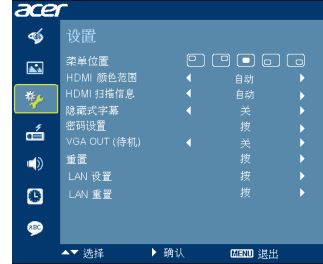 acer
设置
菜单位置
HDMI 颜色范围 自动
HDMI 扫描信息 自动
隐藏式字幕 关
密码设置 按
VGA OUT (待机) 关
重置 按
LAN 设置 按
LAN 重置 按
ABC
选择 确认 MENU 退出